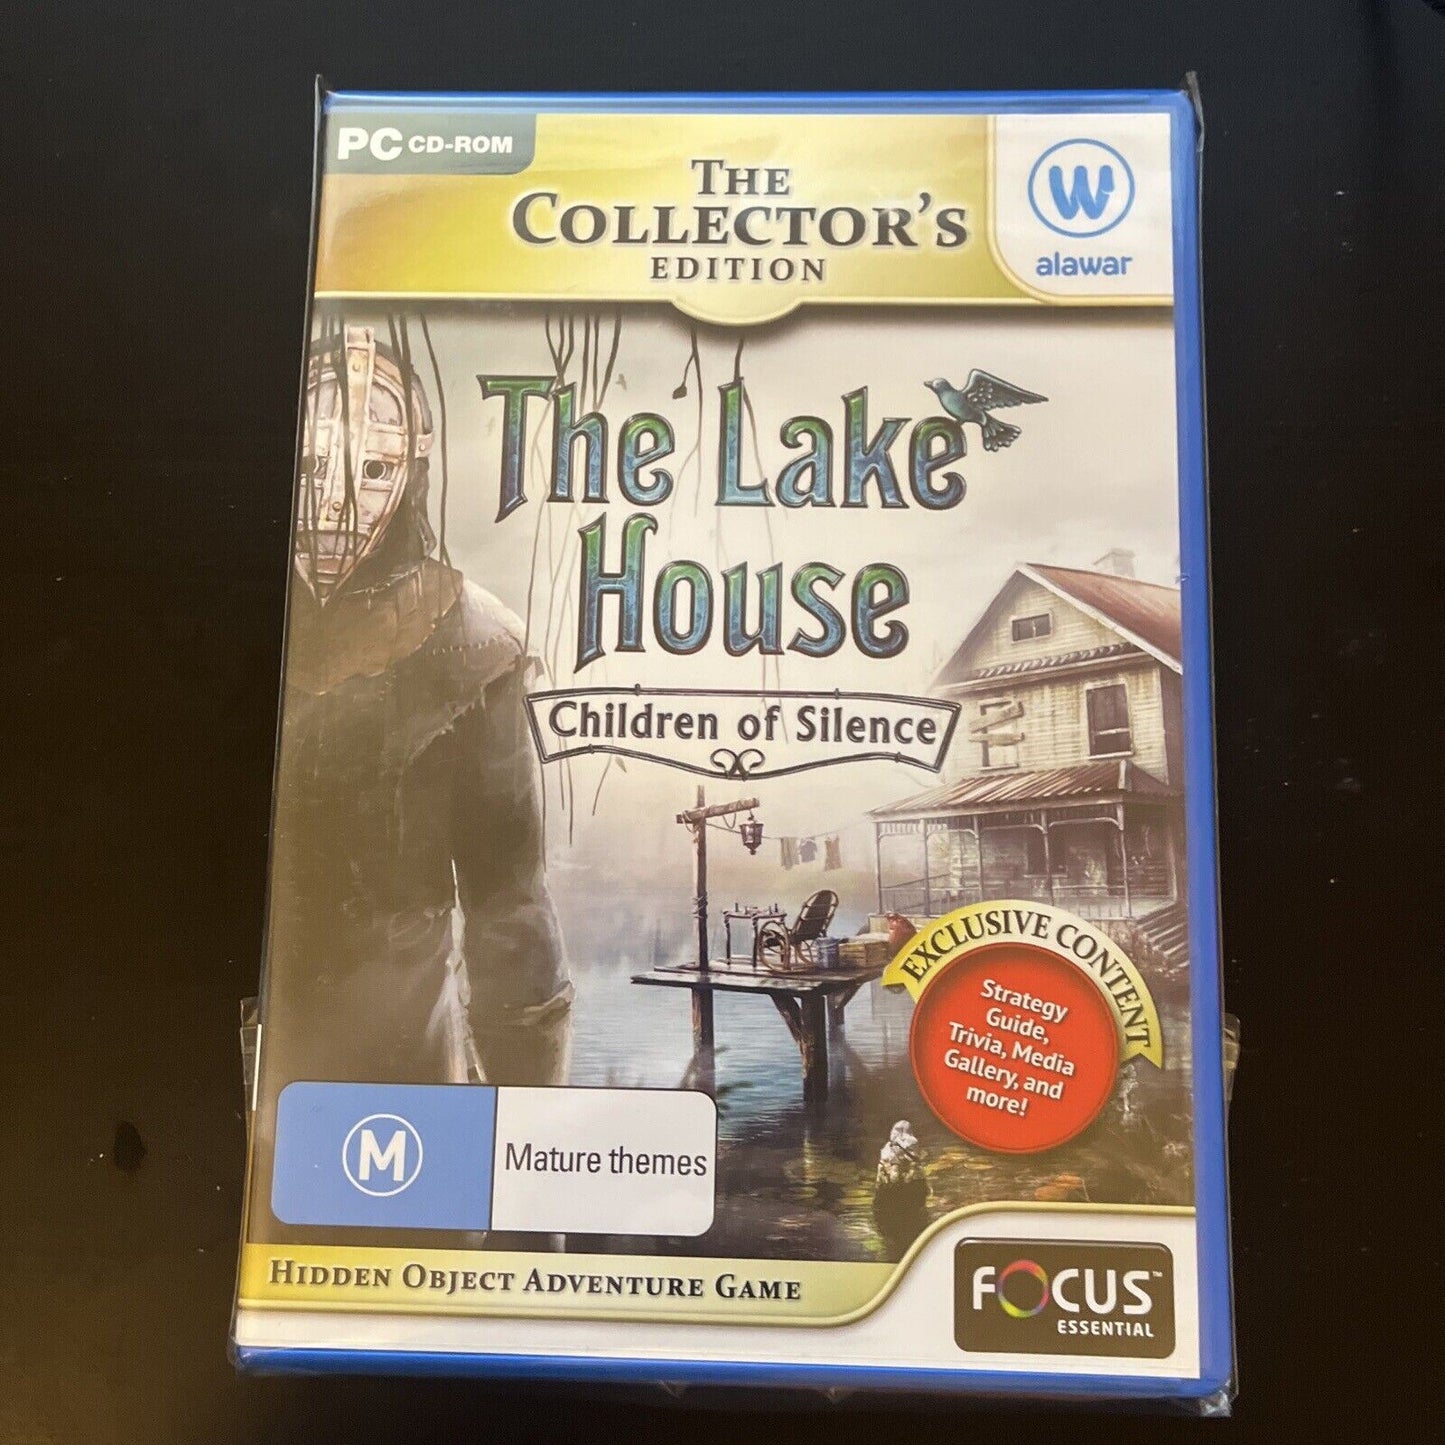 PC CD-ROM
THE
COLLECTOR'S
EDITION
W
alawar
The Lake
House
Children of Silence
EXCLUSIVE CONTENT
Strategy
Guide,
Trivia, Media
Gallery, and
more!
M
Mature themes
HIDDEN OBJECT ADVENTURE GAME
FOCUS™
ESSENTIAL